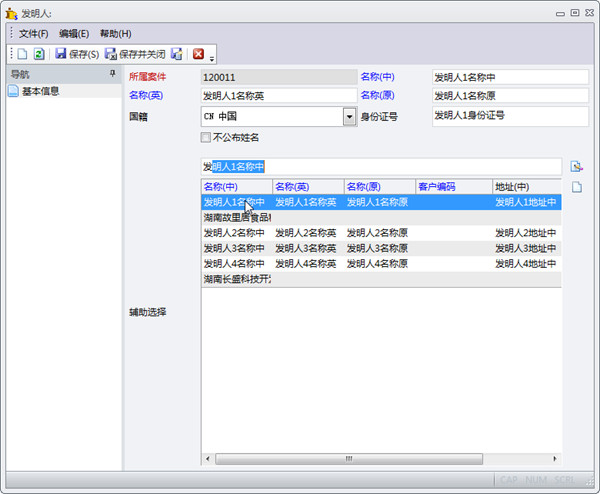 发明人:
文件(F) 编辑(E) 帮助(H)
保存(S) 保存并关闭
导航
基本信息
所属案件 120011 名称(中) 发明人1名称中
名称(英) 发明人1名称英 名称(原) 发明人1名称原
国籍 CN 中国 身份证号 发明人1身份证号
不公布姓名
发明人1名称中
名称(中) 名称(英) 名称(原) 客户编码 地址(中)
发明人1名称中 发明人1名称英 发明人1名称原 发明人1地址中
湖南故里居食品
发明人2名称中 发明人2名称英 发明人2名称原 发明人2地址中
发明人3名称中 发明人3名称英 发明人3名称原 发明人3地址中
发明人4名称中 发明人4名称英 发明人4名称原 发明人4地址中
湖南长盛科技开
辅助选择
CAP NUM SCRL